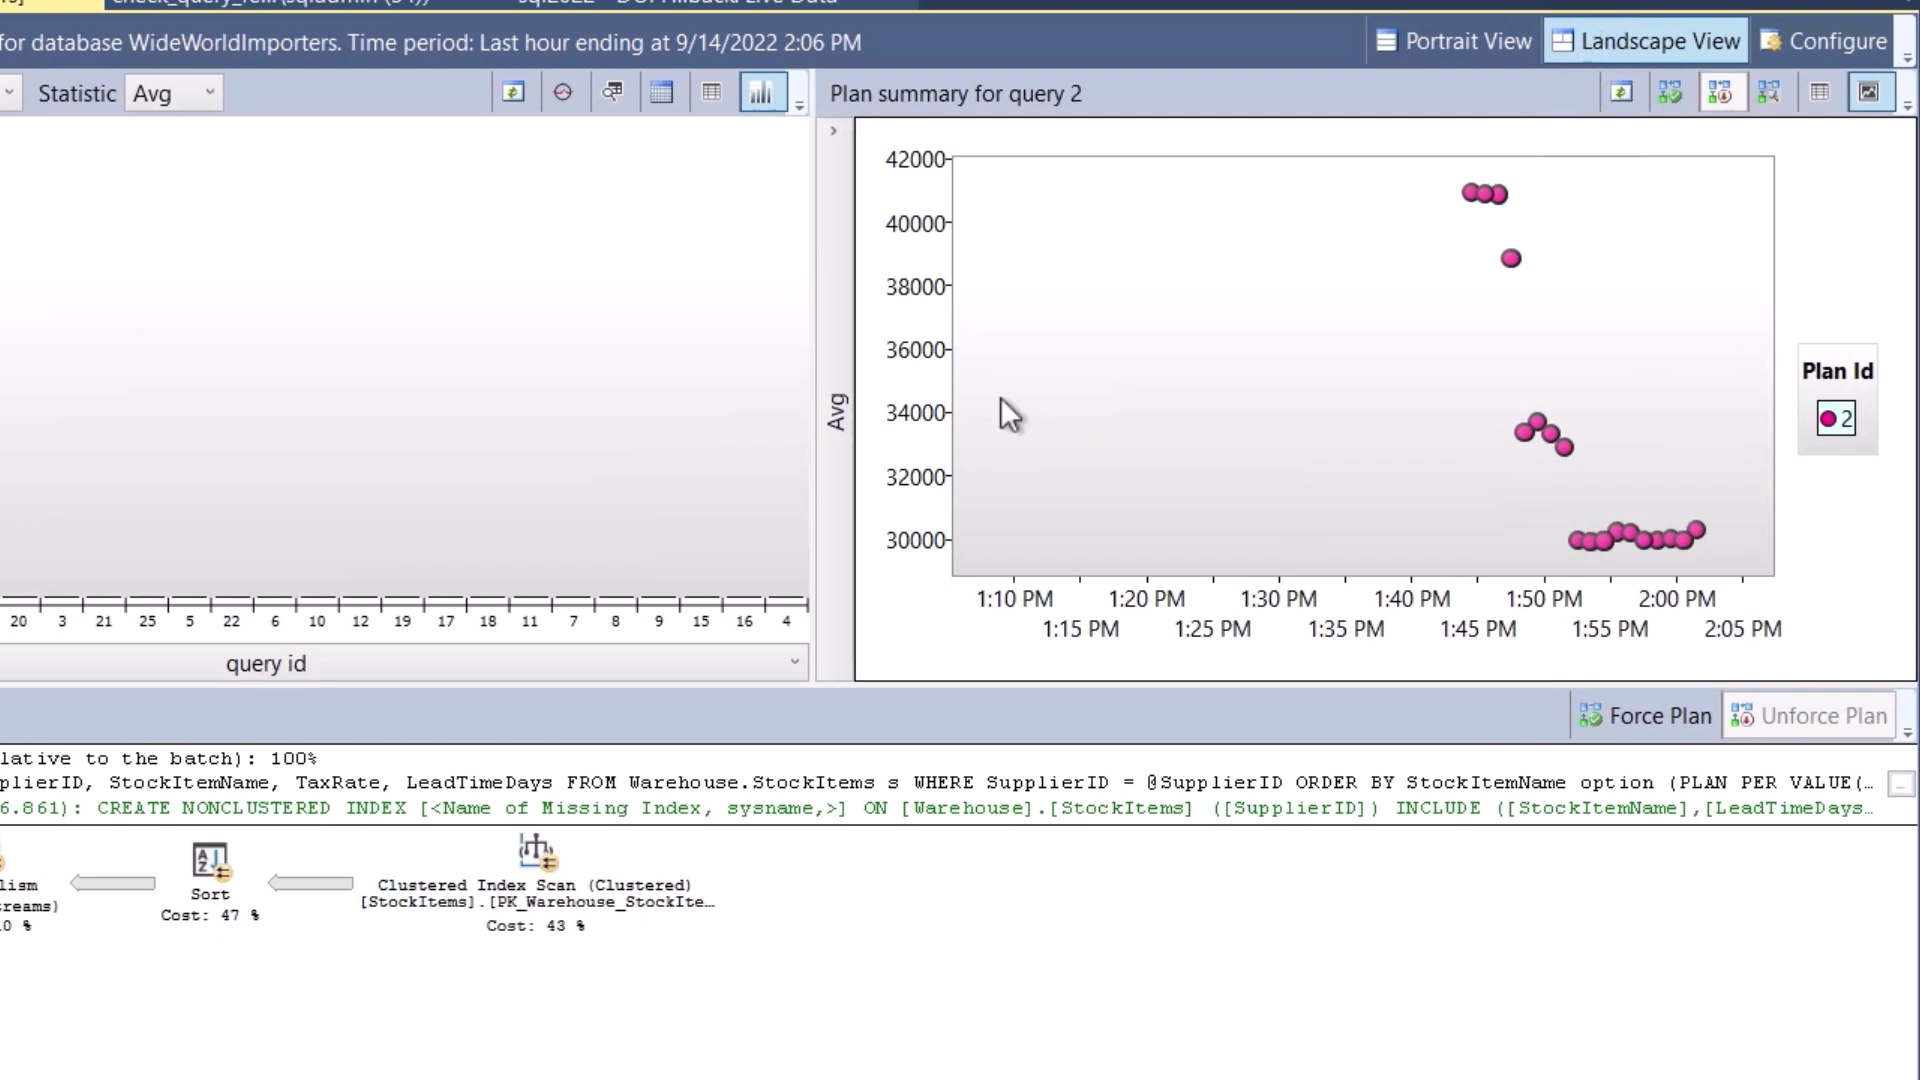 for database WideWorldImporters. Time period: Last hour ending at 9/14/2022 2:06 PM
Portrait View
Landscape View
Configure
Statistic
Avg
Plan summary for query 2
42000
40000
38000
36000
34000
32000
30000
Avg
Plan Id
2
1:10 PM
1:20 PM
1:30 PM
1:40 PM
1:50 PM
2:00 PM
1:15 PM
1:25 PM
1:35 PM
1:45 PM
1:55 PM
2:05 PM
20 3 21 25 5 22 6 10 12 19 17 18 11 7 8 9 15 16 4
query id
Force Plan
Unforce Plan
lative to the batch): 100%
plierID, StockItemName, TaxRate, LeadTimeDays FROM Warehouse.StockItems s WHERE SupplierID = @SupplierID ORDER BY StockItemName option (PLAN PER VALUE(…
6.861): CREATE NONCLUSTERED INDEX [<Name of Missing Index, sysname,>] ON [Warehouse].[StockItems] ([SupplierID]) INCLUDE ([StockItemName],[LeadTimeDays…
lism
reams)
0 %
Sort
Cost: 47 %
Clustered Index Scan (Clustered)
[StockItems].[PK_Warehouse_StockIte…
Cost: 43 %